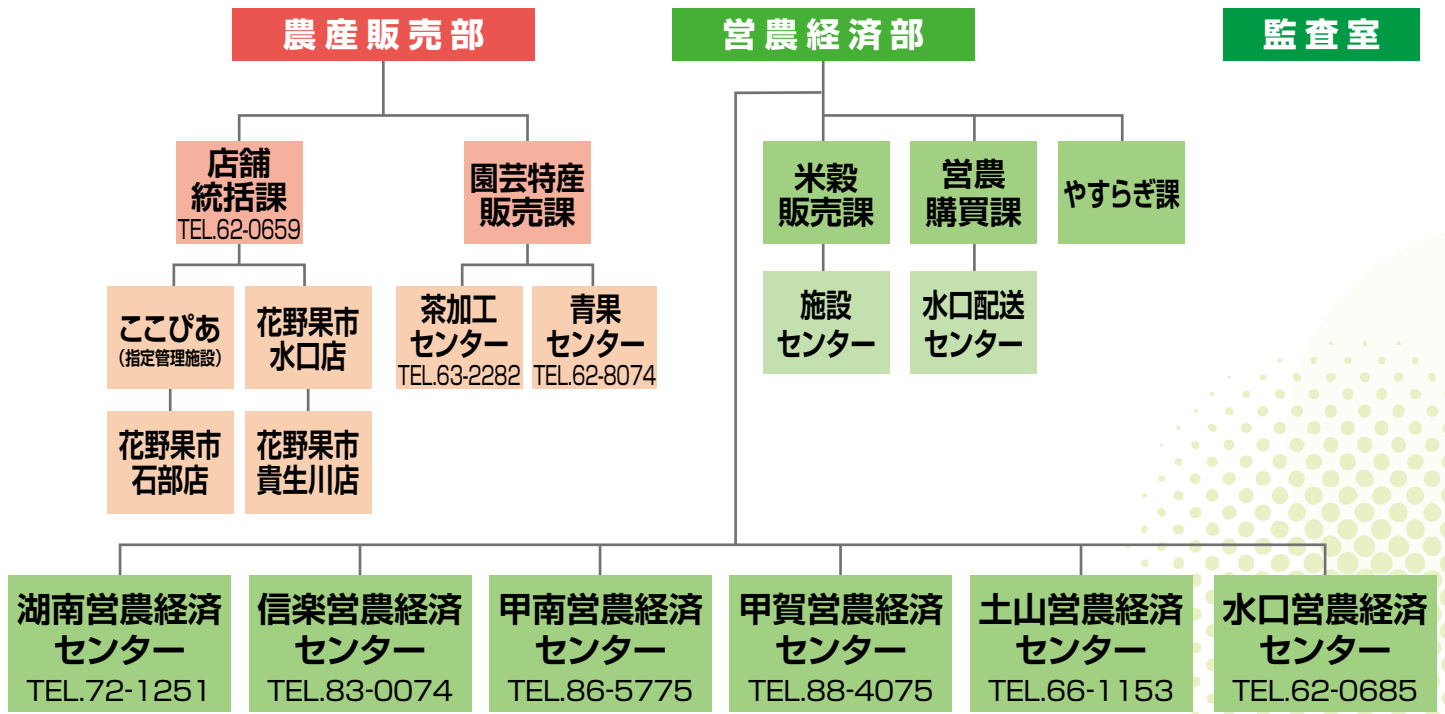 農産販売部
営農経済部
監査室
店舗
統括課
TEL.62-0659
園芸特産
販売課
米穀
販売課
営農
購買課
やすらぎ課
ここぴあ
(指定管理施設)
花野果市
水口店
茶加工
センター
TEL.63-2282
青果
センター
TEL.62-8074
施設
センター
水口配送
センター
花野果市
石部店
花野果市
貴生川店
湖南営農経済
センター
TEL.72-1251
信楽営農経済
センター
TEL.83-0074
甲南営農経済
センター
TEL.86-5775
甲賀営農経済
センター
TEL.88-4075
土山営農経済
センター
TEL.66-1153
水口営農経済
センター
TEL.62-0685